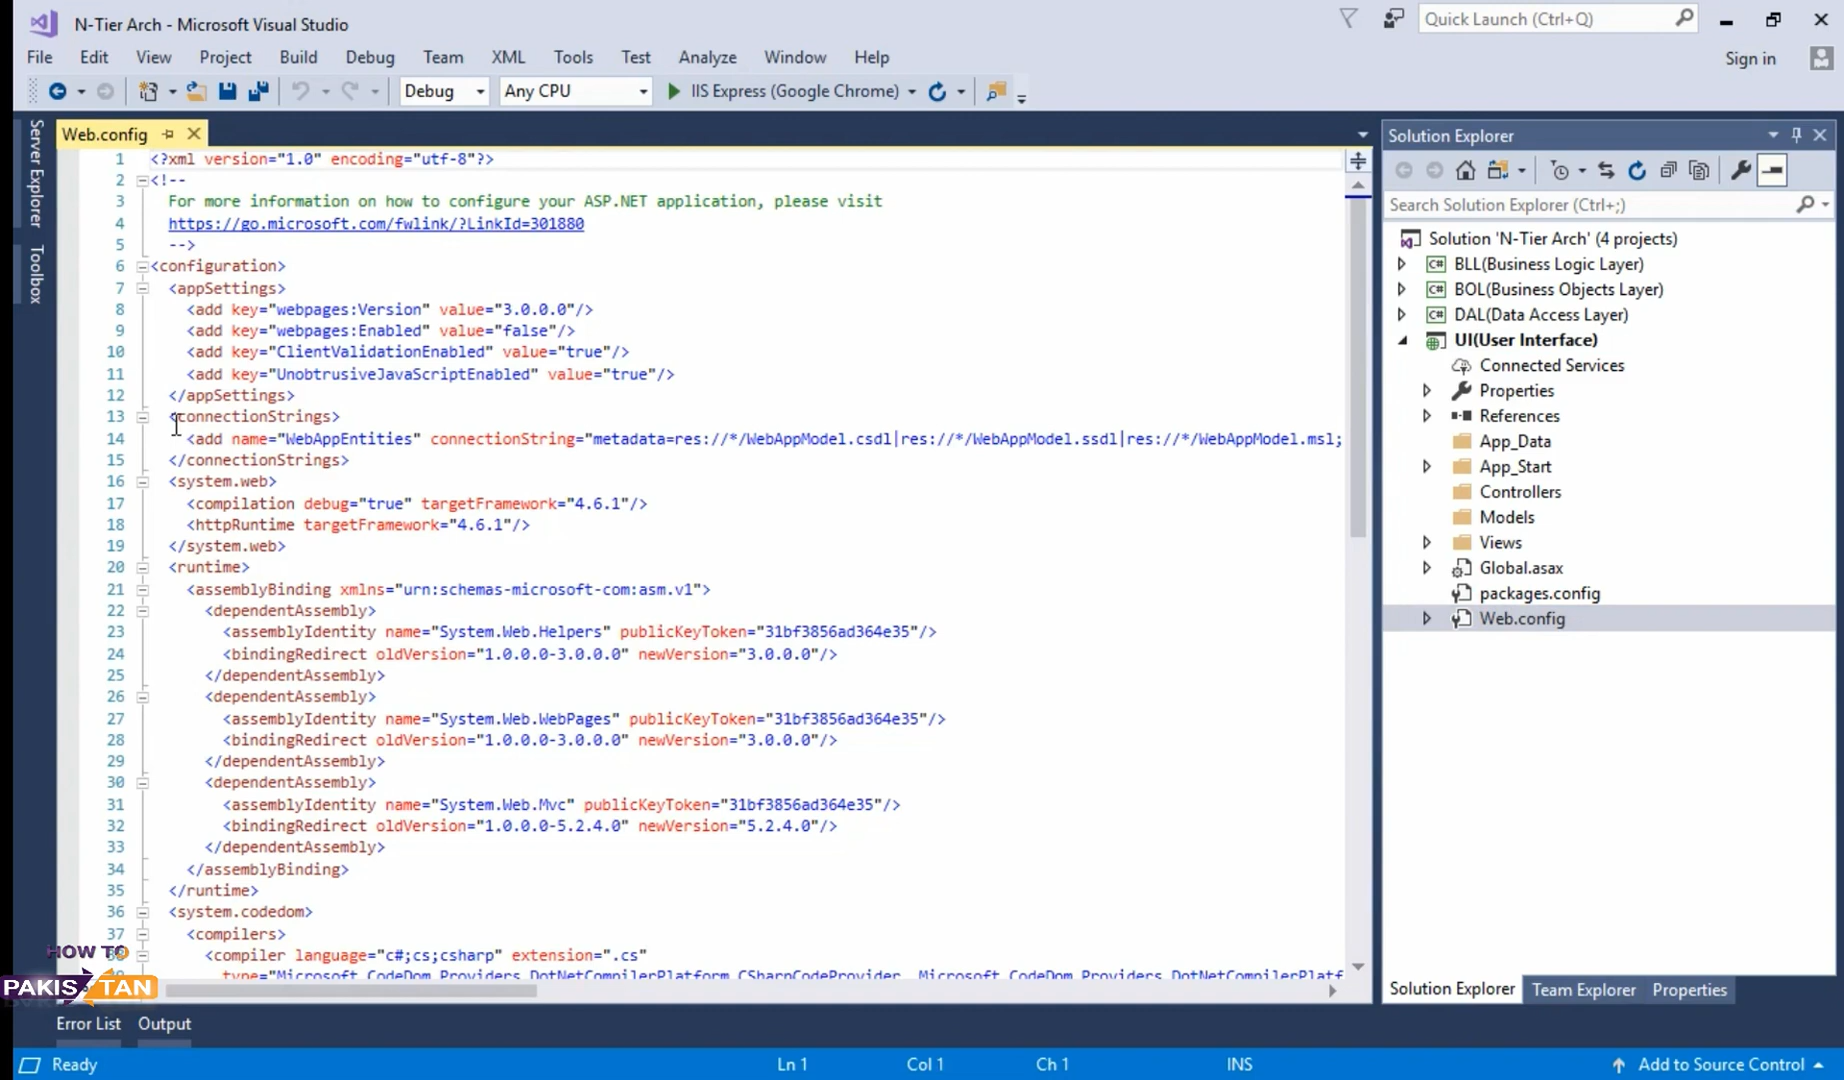 N-Tier Arch - Microsoft Visual Studio
Quick Launch (Ctrl+Q)
File Edit View Project Build Debug Team XML Tools Test Analyze Window Help
Sign in
Debug Any CPU IIS Express (Google Chrome)
Server Explorer
Toolbox
Web.config
1 <?xml version="1.0" encoding="utf-8"?>
2 <!--
3 For more information on how to configure your ASP.NET application, please visit
4 https://go.microsoft.com/fwlink/?LinkId=301880
5 -->
6 <configuration>
7 <appSettings>
8 <add key="webpages:Version" value="3.0.0.0"/>
9 <add key="webpages:Enabled" value="false"/>
10 <add key="ClientValidationEnabled" value="true"/>
11 <add key="UnobtrusiveJavaScriptEnabled" value="true"/>
12 </appSettings>
13 <connectionStrings>
14 <add name="WebAppEntities" connectionString="metadata=res://*/WebAppModel.csdl|res://*/WebAppModel.ssdl|res://*/WebAppModel.msl;
15 </connectionStrings>
16 <system.web>
17 <compilation debug="true" targetFramework="4.6.1"/>
18 <httpRuntime targetFramework="4.6.1"/>
19 </system.web>
20 <runtime>
21 <assemblyBinding xmlns="urn:schemas-microsoft-com:asm.v1">
22 <dependentAssembly>
23 <assemblyIdentity name="System.Web.Helpers" publicKeyToken="31bf3856ad364e35"/>
24 <bindingRedirect oldVersion="1.0.0.0-3.0.0.0" newVersion="3.0.0.0"/>
25 </dependentAssembly>
26 <dependentAssembly>
27 <assemblyIdentity name="System.Web.WebPages" publicKeyToken="31bf3856ad364e35"/>
28 <bindingRedirect oldVersion="1.0.0.0-3.0.0.0" newVersion="3.0.0.0"/>
29 </dependentAssembly>
30 <dependentAssembly>
31 <assemblyIdentity name="System.Web.Mvc" publicKeyToken="31bf3856ad364e35"/>
32 <bindingRedirect oldVersion="1.0.0.0-5.2.4.0" newVersion="5.2.4.0"/>
33 </dependentAssembly>
34 </assemblyBinding>
35 </runtime>
36 <system.codedom>
37 <compilers>
<compiler language="c#;cs;csharp" extension=".cs"
type="Microsoft.CodeDom.Providers.DotNetCompilerPlatform.CSharpCodeProvider, Microsoft.CodeDom.Providers.DotNetCompilerPlatf
HOW TO
PAKISTAN
Solution Explorer
Search Solution Explorer (Ctrl+;)
Solution 'N-Tier Arch' (4 projects)
C# BLL(Business Logic Layer)
C# BOL(Business Objects Layer)
C# DAL(Data Access Layer)
UI(User Interface)
Connected Services
Properties
References
App_Data
App_Start
Controllers
Models
Views
Global.asax
packages.config
Web.config
Solution Explorer Team Explorer Properties
Error List Output
Ready Ln 1 Col 1 Ch 1 INS Add to Source Control